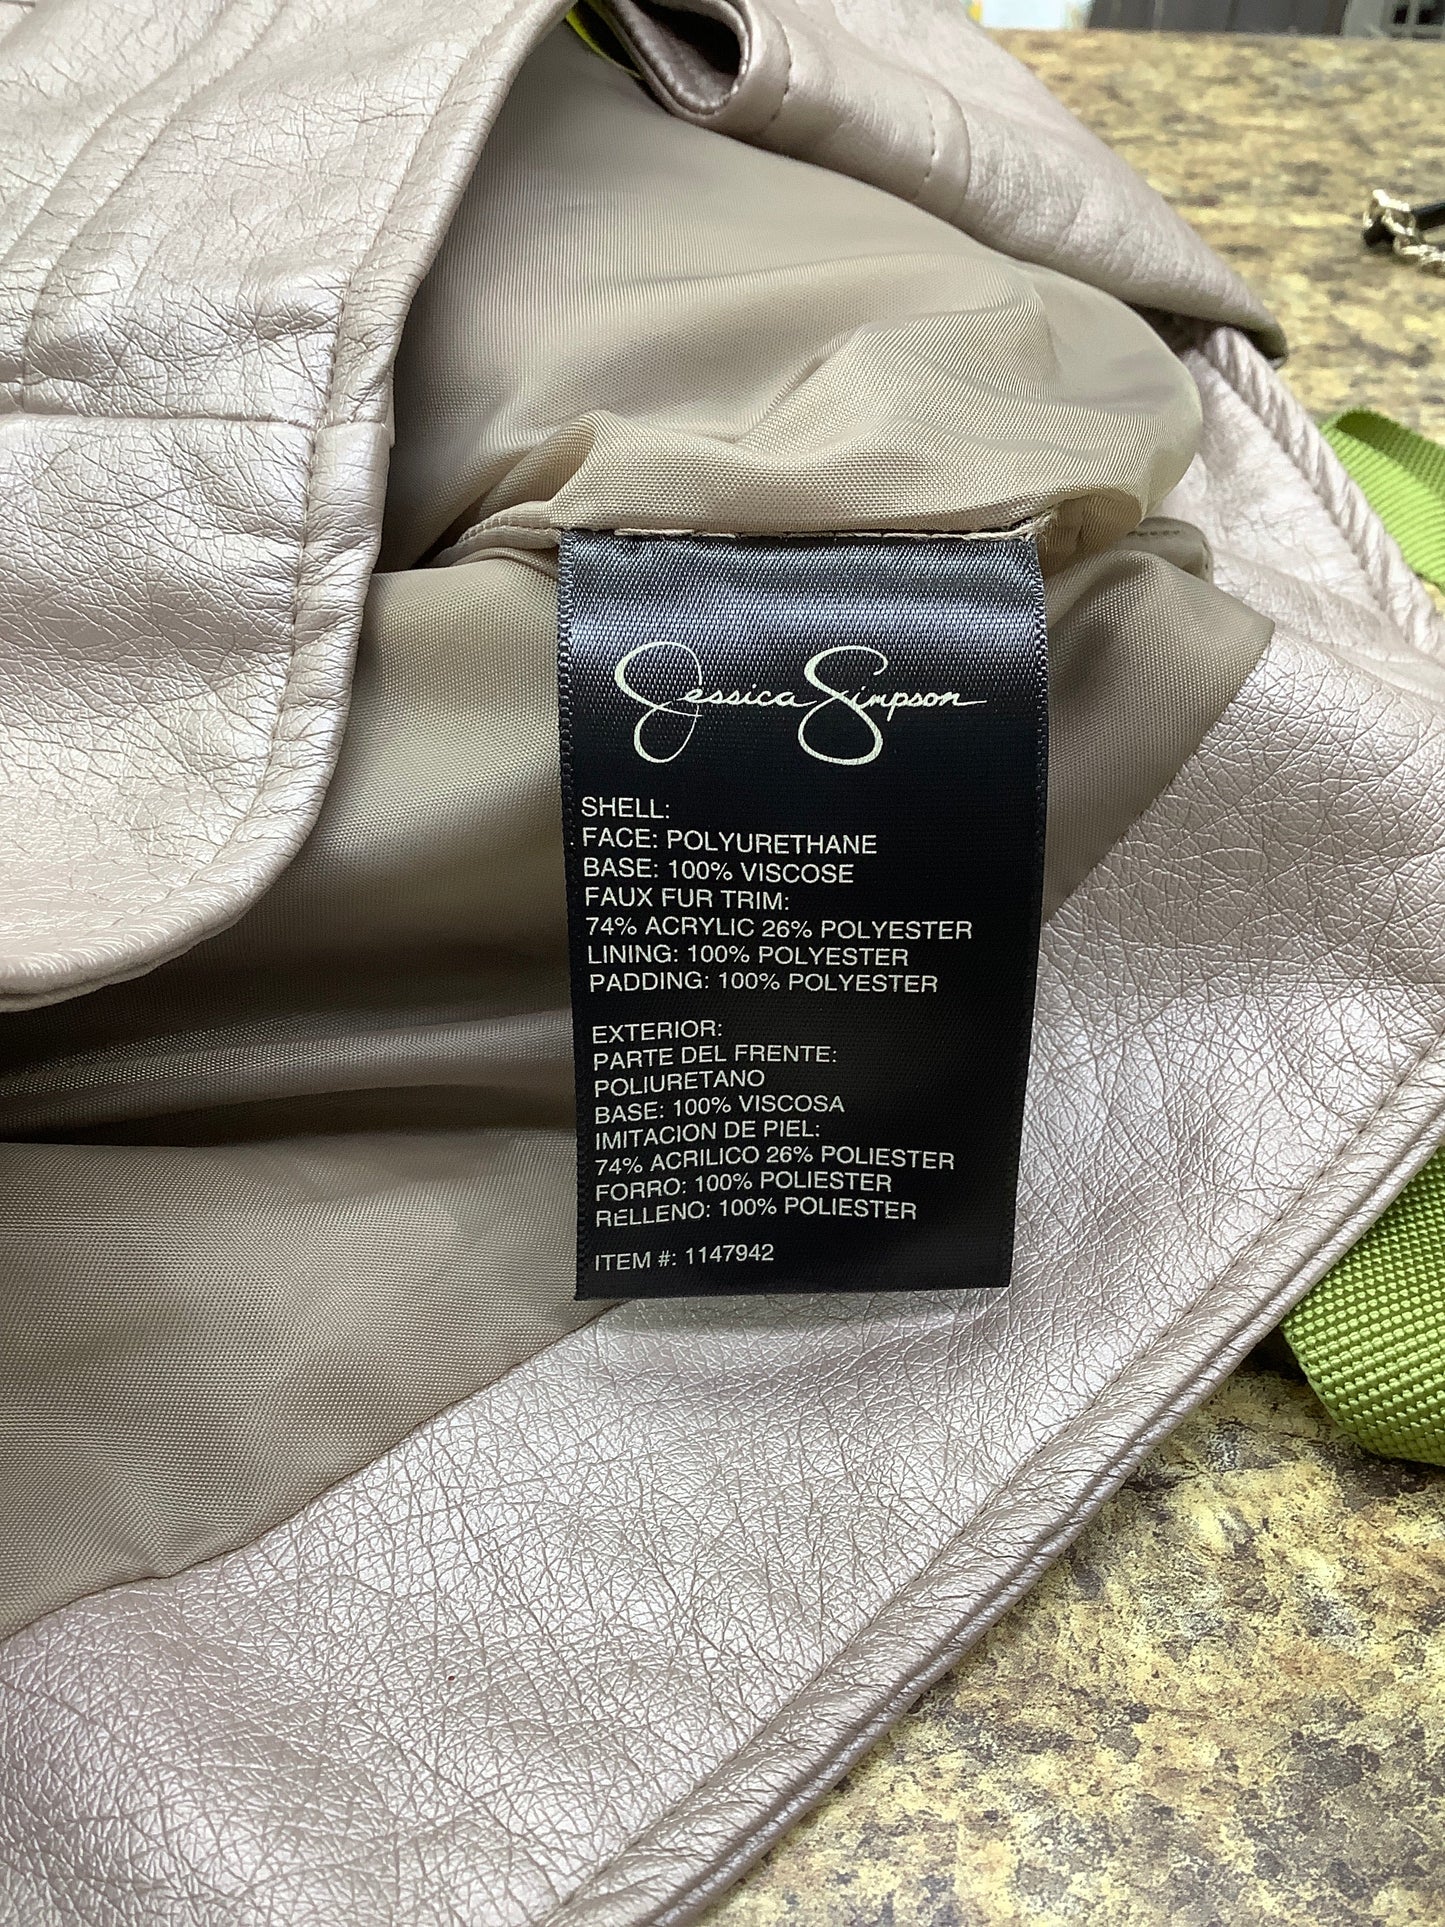 Jessica Simpson
SHELL:
FACE: POLYURETHANE
BASE: 100% VISCOSE
FAUX FUR TRIM:
74% ACRYLIC 26% POLYESTER
LINING: 100% POLYESTER
PADDING: 100% POLYESTER
EXTERIOR:
PARTE DEL FRENTE:
POLIURETANO
BASE: 100% VISCOSA
IMITACION DE PIEL:
74% ACRILICO 26% POLIESTER
FORRO: 100% POLIESTER
RELLENO: 100% POLIESTER
ITEM #: 1147942